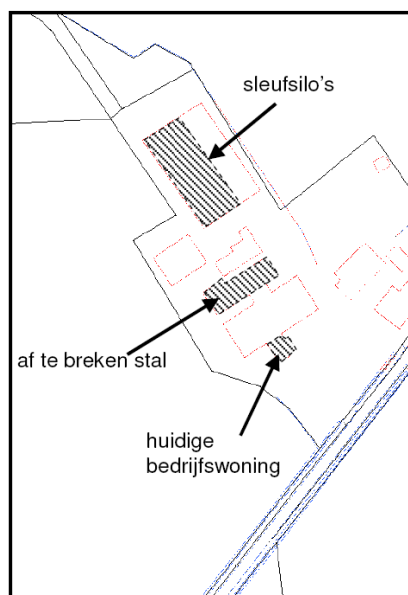 sleufsilo's
af te breken stal
huidige
bedrijfswoning